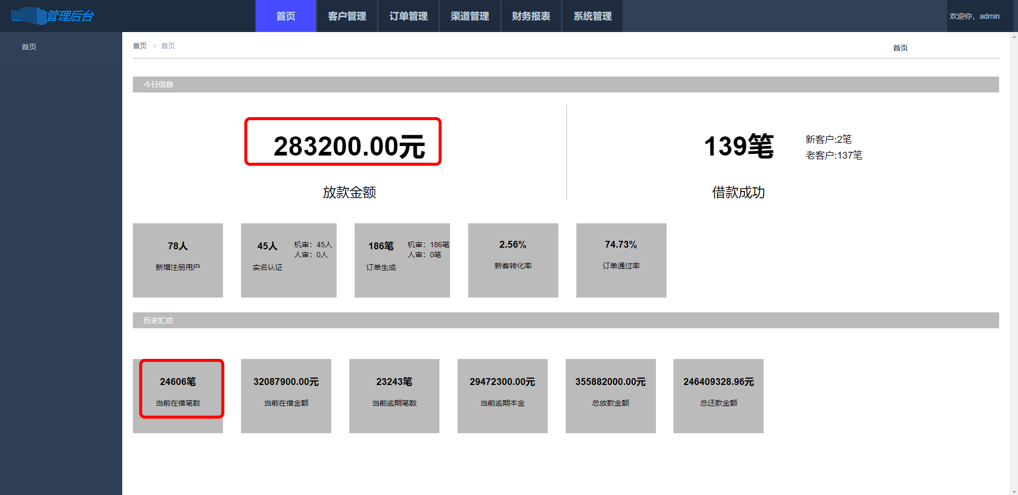 管理后台
首页 客户管理 订单管理 渠道管理 财务报表 系统管理
欢迎你，admin
首页
首页 > 首页
首页
今日信息
283200.00元
放款金额
139笔
新客户:2笔
老客户:137笔
借款成功
78人
新增注册用户
45人
机审：45人
人审：0人
实名认证
186笔
机审：186笔
人审：0笔
订单生成
2.56%
新客转化率
74.73%
订单通过率
历史汇总
24606笔
当前在借笔数
32087900.00元
当前在借金额
23243笔
当前逾期笔数
29472300.00元
当前逾期本金
355882000.00元
总放款金额
246409328.96元
总还款金额